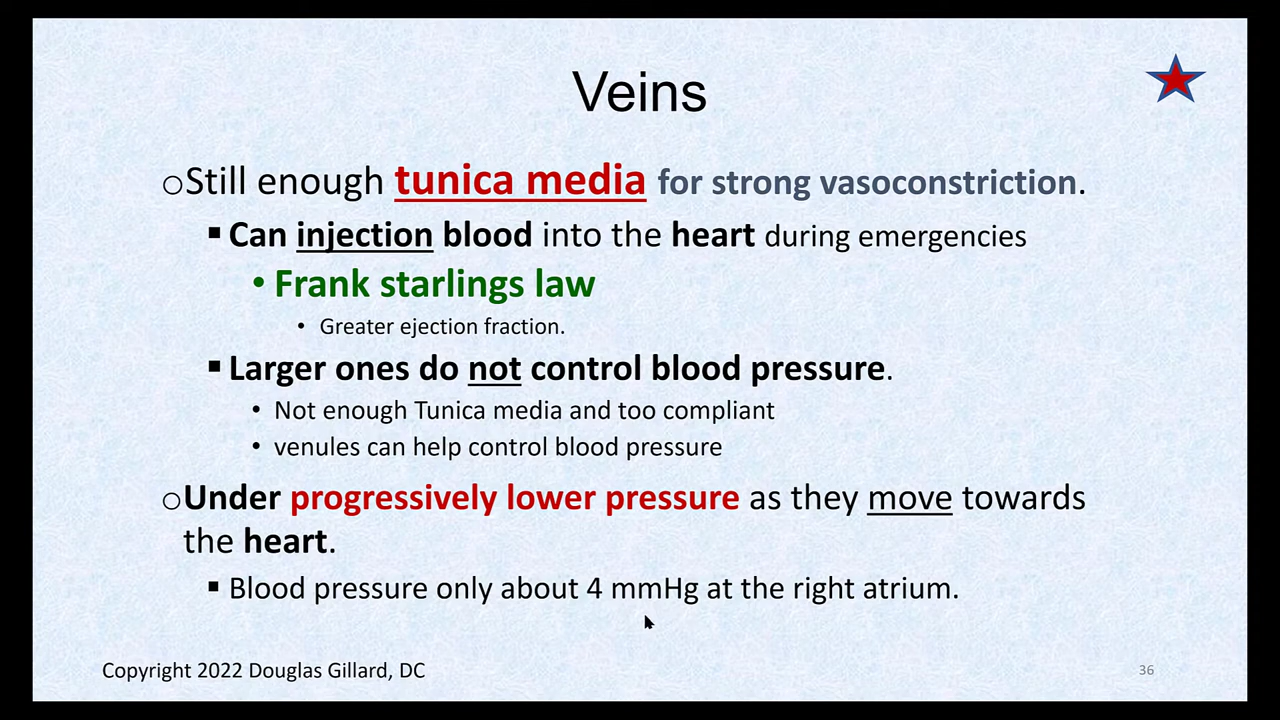 Veins
○Still enough tunica media for strong vasoconstriction.
▪ Can injection blood into the heart during emergencies
• Frank starlings law
• Greater ejection fraction.
▪ Larger ones do not control blood pressure.
• Not enough Tunica media and too compliant
• venules can help control blood pressure
○Under progressively lower pressure as they move towards
the heart.
▪ Blood pressure only about 4 mmHg at the right atrium.
Copyright 2022 Douglas Gillard, DC
36